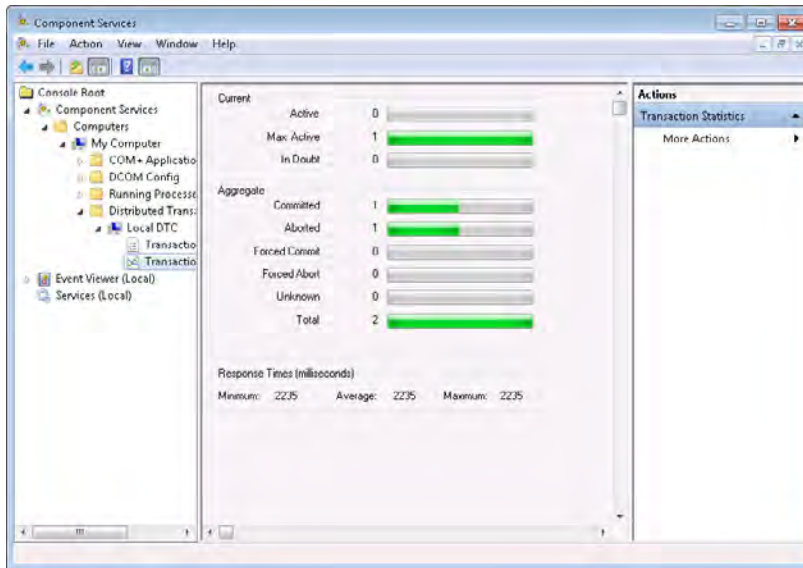 Component Services
File Action View Window Help
Console Root
Component Services
Computers
My Computer
COM+ Applicatio
DCOM Config
Running Processe
Distributed Trans
Local DTC
Transactio
Transactio
Event Viewer (Local)
Services (Local)
Current
Active 0
Max Active 1
In Doubt 0
Aggregate
Committed 1
Aborted 1
Forced Commit 0
Forced Abort 0
Unknown 0
Total 2
Response Times (milliseconds)
Minimum: 2235 Average: 2235 Maximum: 2235
Actions
Transaction Statistics
More Actions